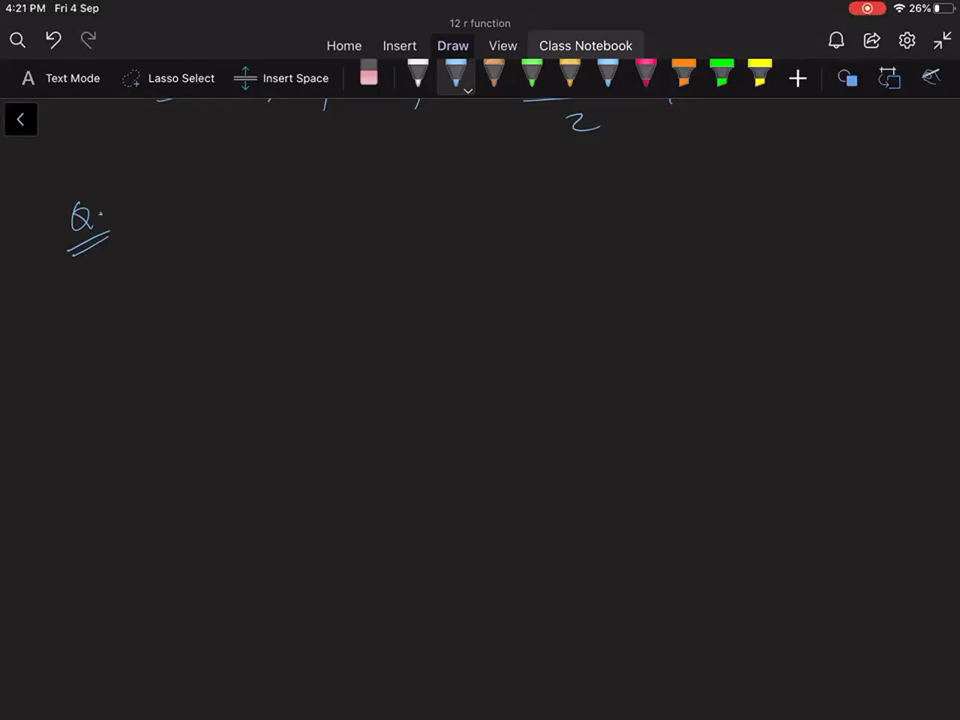 4:21 PM Fri 4 Sep 26%
12 r function
Home Insert Draw View Class Notebook
Text Mode Lasso Select Insert Space
2
Q.